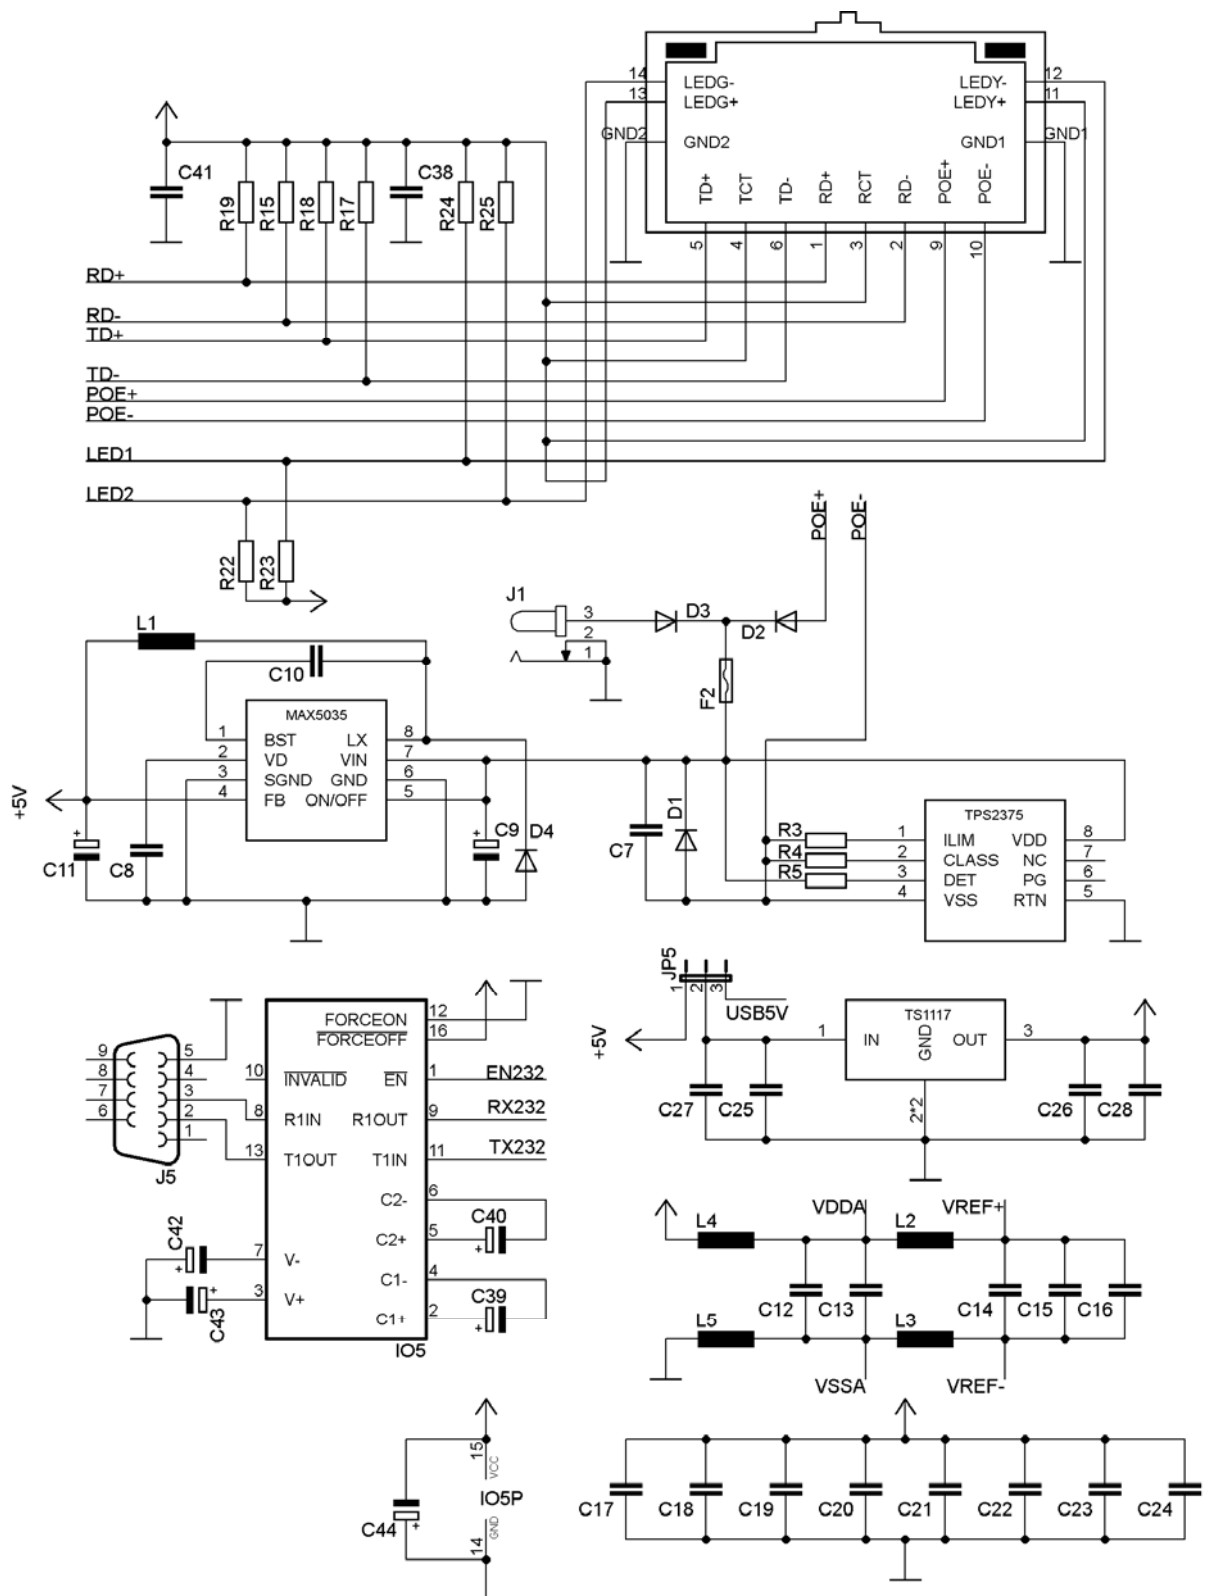 14 LEDG- LEDY- 12
13 LEDG+ LEDY+ 11
GND2 GND2 GND1 GND1
TD+ TCT TD- RD+ RCT RD- POE+ POE-
5 4 6 1 3 2 9 10
C41 R19 R15 R18 R17 C38 R24 R25
RD+
RD-
TD+
TD-
POE+
POE-
LED1
LED2
POE+ POE-
R22 R23
J1 3 D3 D2
2
1
F2
L1
C10
MAX5035
1 BST LX 8
2 VD VIN 7
3 SGND GND 6
4 FB ON/OFF 5
+5V
C11 C8 C9 D4
C7 D1
TPS2375
R3 1 ILIM VDD 8
R4 2 CLASS NC 7
R5 3 DET PG 6
4 VSS RTN 5
JP5
1 2 3
USB5V
+5V
TS1117
1 IN GND OUT 3
2*2
C27 C25 C26 C28
FORCEON 12
FORCEOFF 16
10 INVALID EN 1 EN232
8 R1IN R1OUT 9 RX232
13 T1OUT T1IN 11 TX232
C2- 6
C2+ 5 C40 +
7 V- C1- 4
3 V+ C1+ 2 C39 +
IO5
9 5
8 4
7 3
6 2
1
J5
C42 +
C43 +
VDDA VREF+
L4 L2
C12 C13 C14 C15 C16
L5 L3
VSSA VREF-
15 VCC
IO5P
C44 +
14 GND
C17 C18 C19 C20 C21 C22 C23 C24